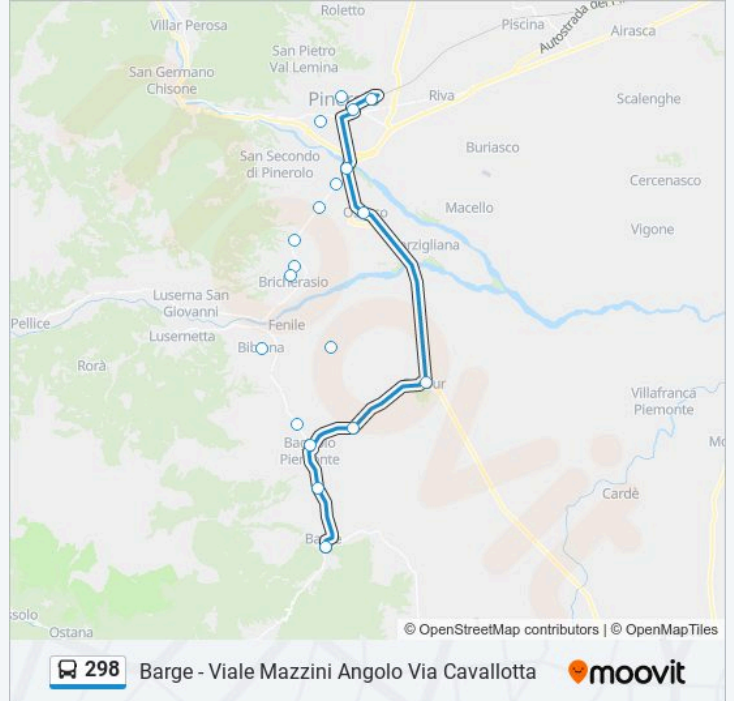 Roletto
Villar Perosa
Piscina
Autostrada del
Airasca
San Pietro
Val Lemina
San Germano
Chisone
Riva
Scalenghe
Buriasco
San Secondo
di Pinerolo
Cercenasco
Macello
Vigone
Bricherasio
Luserna San
Giovanni
Pellice
Fenile
Lusernetta
Bibiana
Rorà
Villafranca
Piemonte
Cardè
Ostana
© OpenStreetMap contributors | © OpenMapTiles
298 Barge - Viale Mazzini Angolo Via Cavallotta moovit